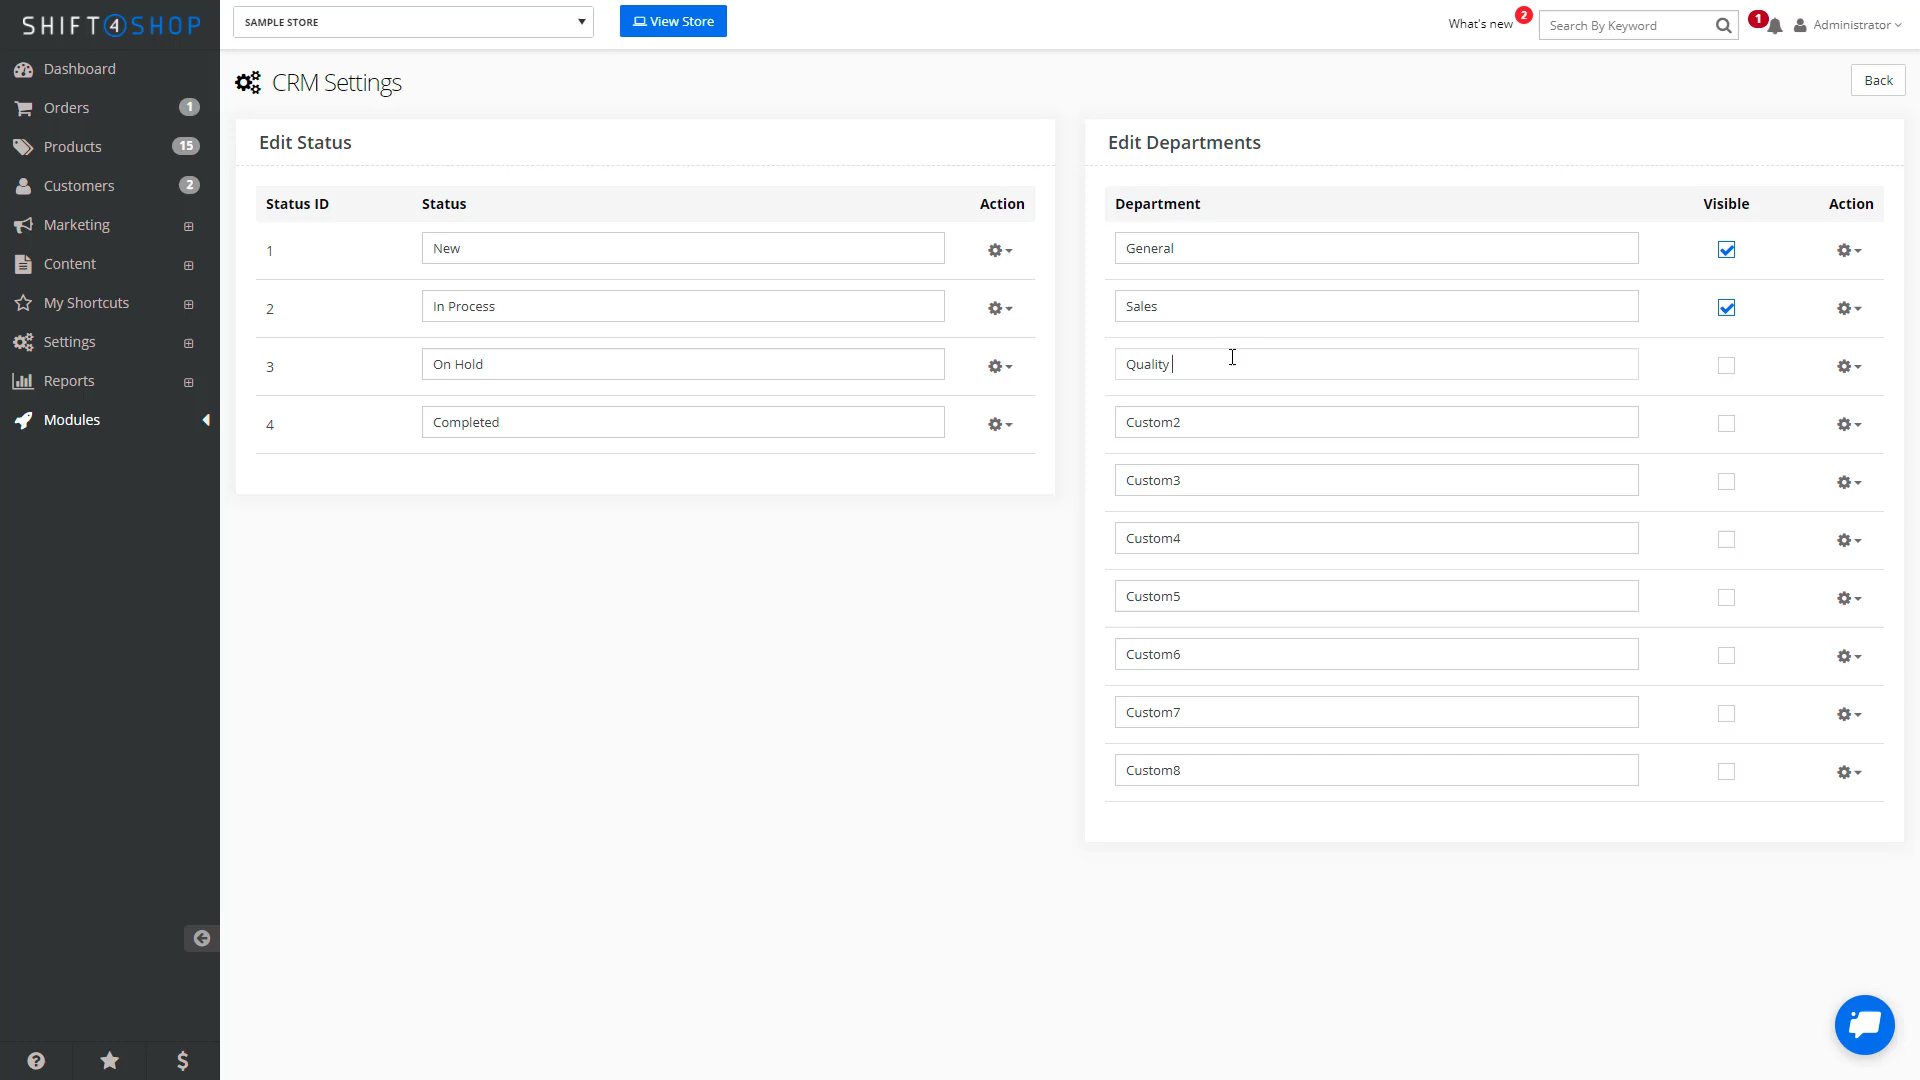 SHIFT4SHOP
SAMPLE STORE
View Store
What's new
2
Search By Keyword
1
Administrator
Dashboard
Orders
1
Products
15
Customers
2
Marketing
Content
My Shortcuts
Settings
Reports
Modules
CRM Settings
Back
Edit Status
Status ID Status Action
1 New
2 In Process
3 On Hold
4 Completed
Edit Departments
Department Visible Action
General
Sales
Quality
Custom2
Custom3
Custom4
Custom5
Custom6
Custom7
Custom8